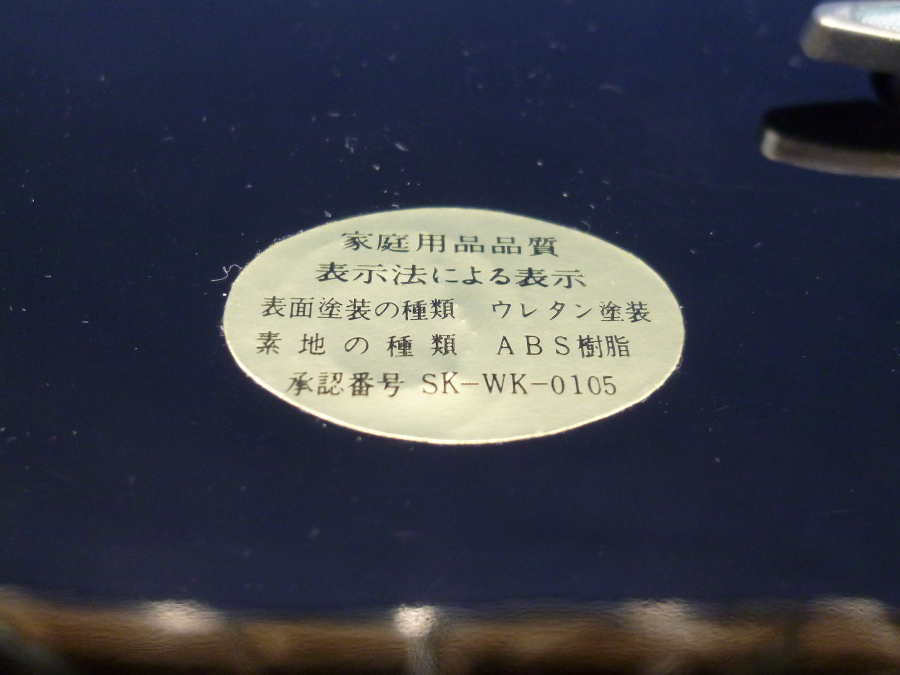 家庭用品品質
表示法による表示
表面塗装の種類 ウレタン塗装
素地の種類 ABS樹脂
承認番号 SK-WK-0105